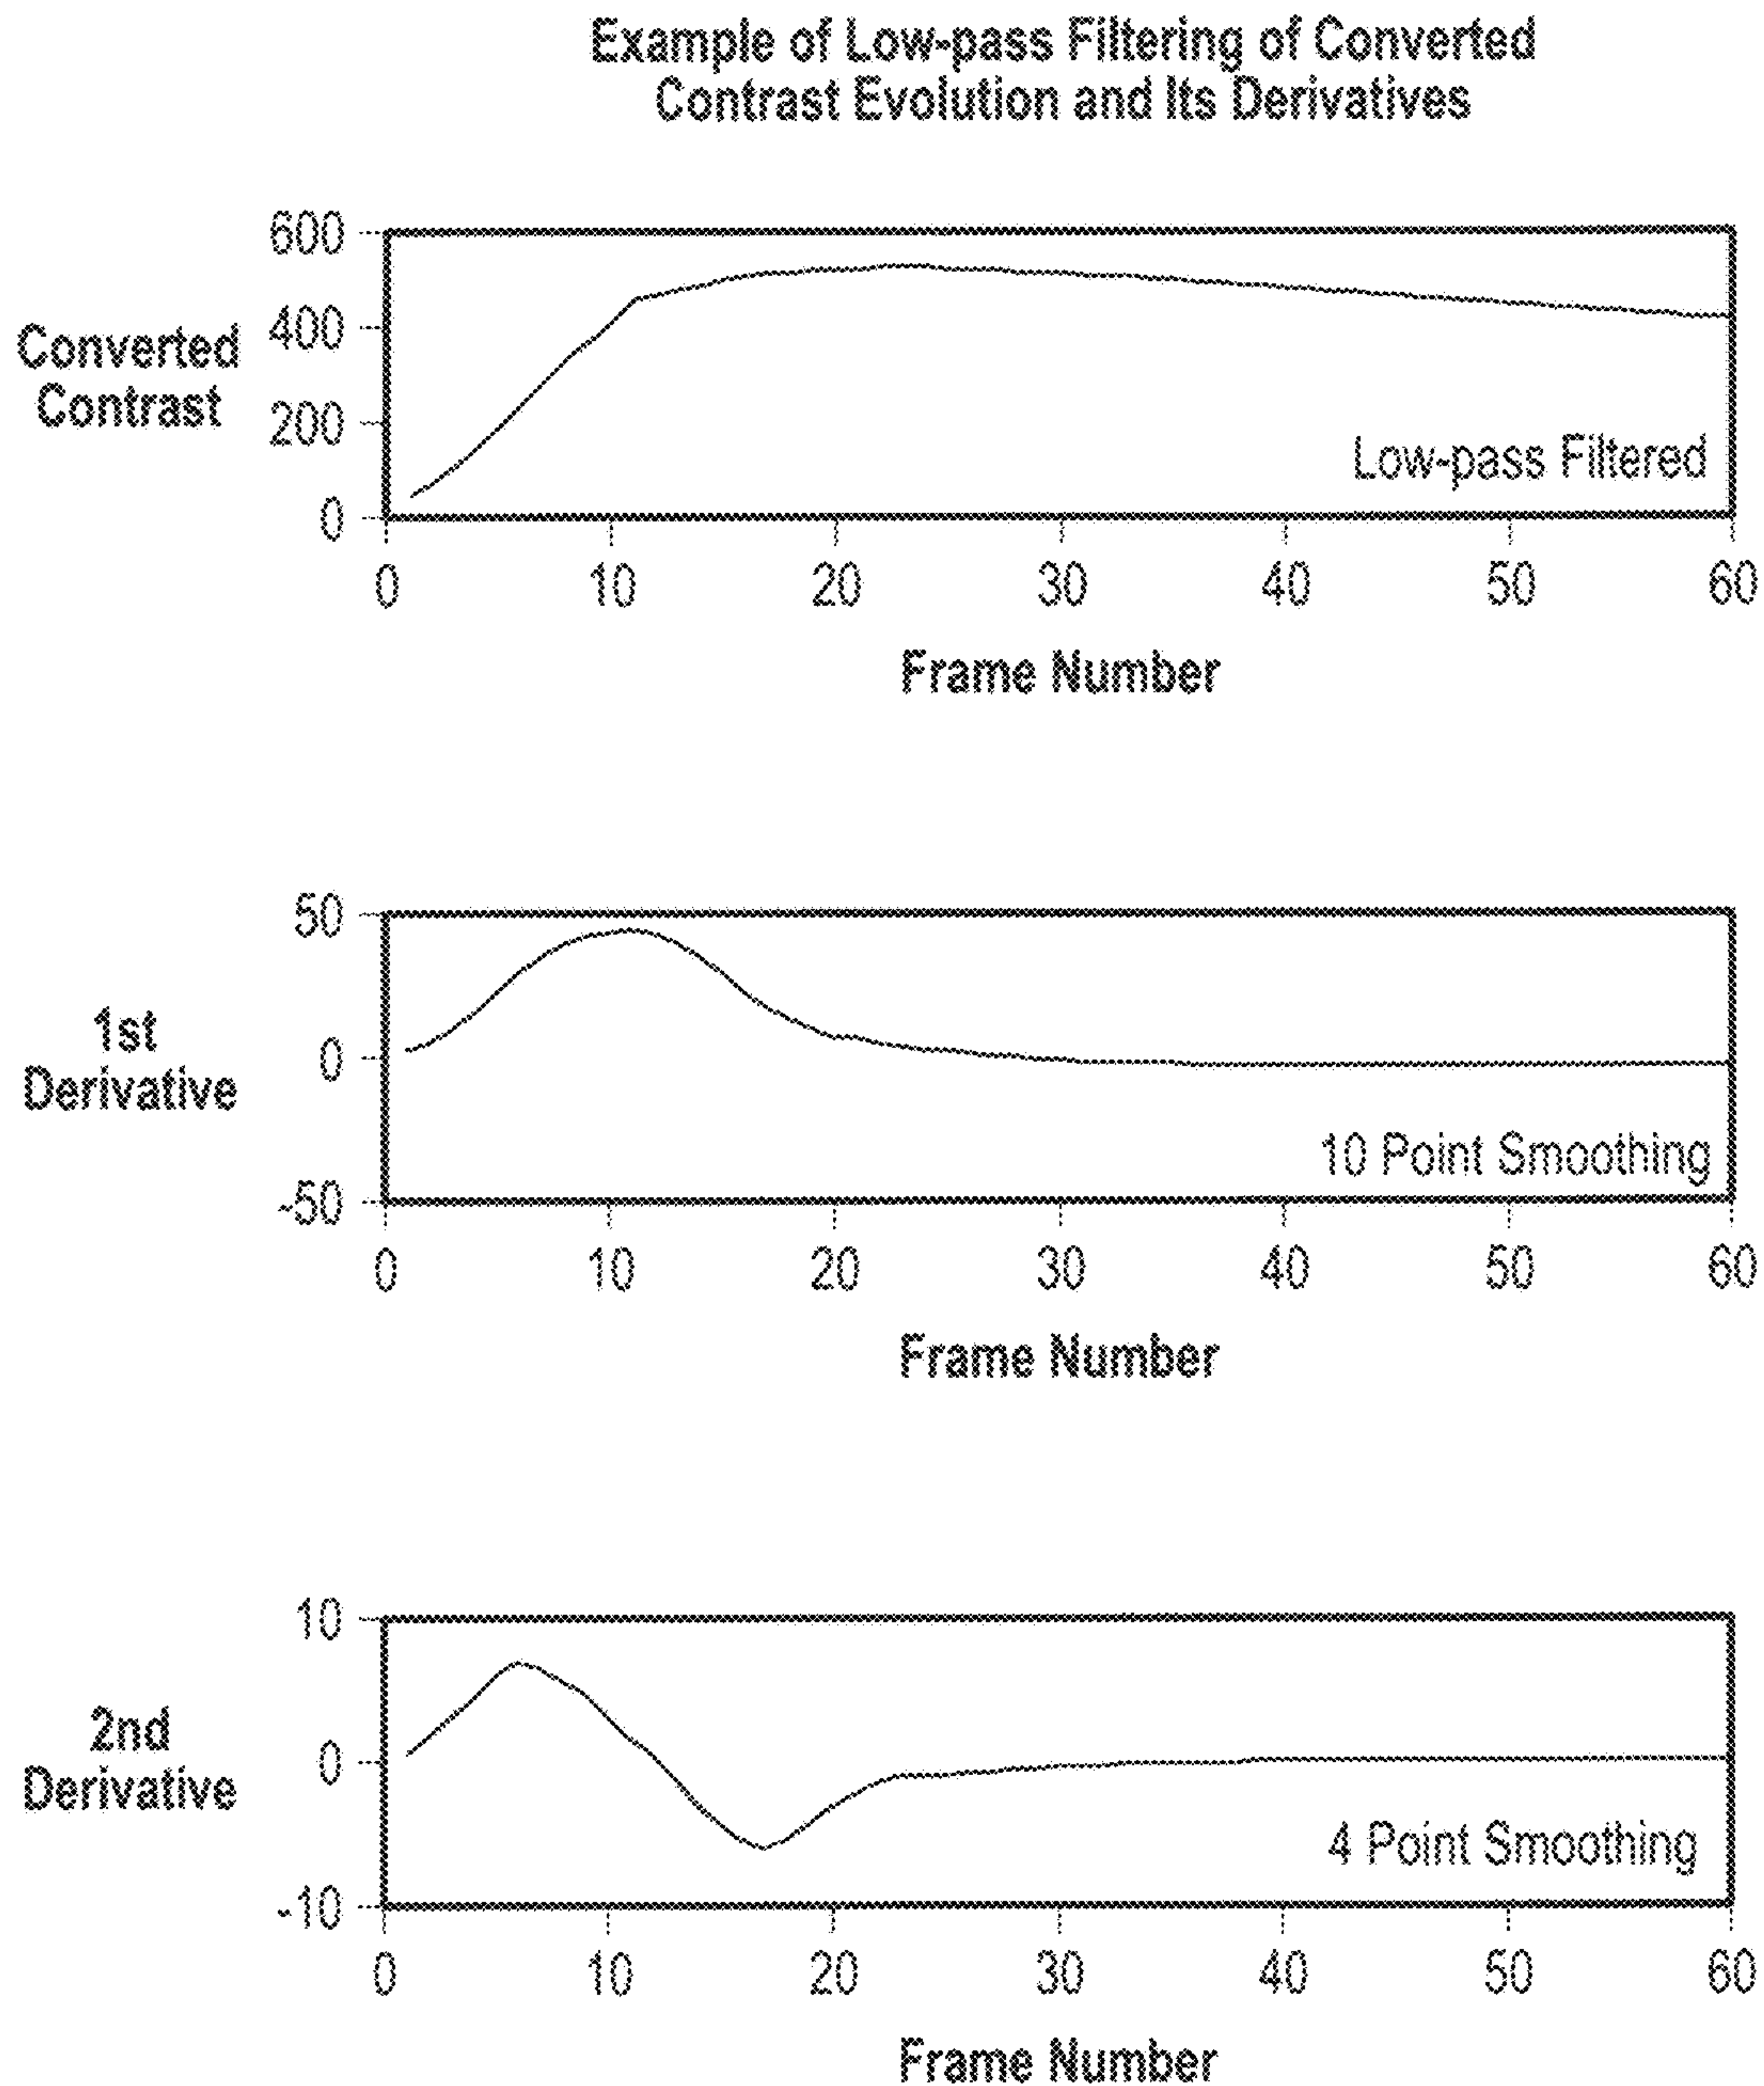 Example of Low-pass Filtering of Converted
Contrast Evolution and Its Derivatives
600
400
200
0
Converted
Contrast
Low-pass Filtered
0 10 20 30 40 50 60
Frame Number
50
0
-50
1st
Derivative
10 Point Smoothing
0 10 20 30 40 50 60
Frame Number
10
0
-10
2nd
Derivative
4 Point Smoothing
0 10 20 30 40 50 60
Frame Number